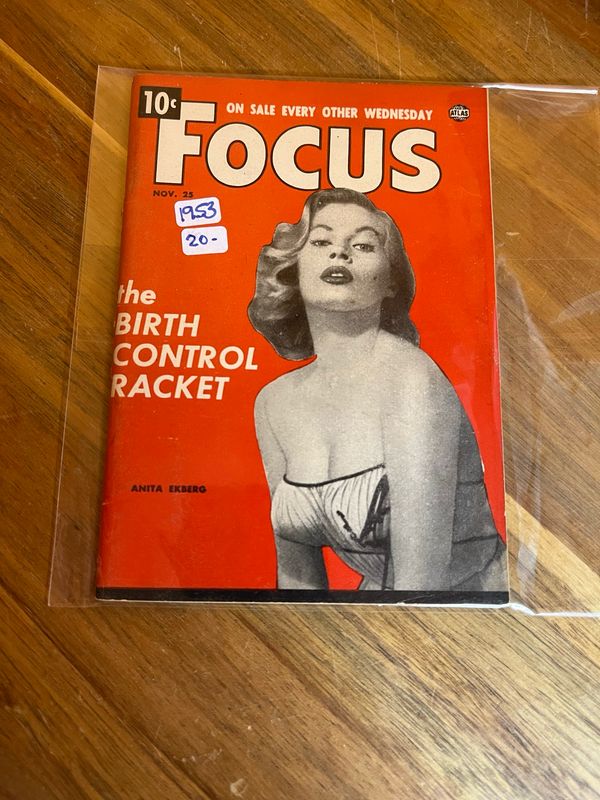 10¢
ON SALE EVERY OTHER WEDNESDAY
ATLAS
FOCUS
NOV. 25
1953
20-
the
BIRTH
CONTROL
RACKET
ANITA EKBERG